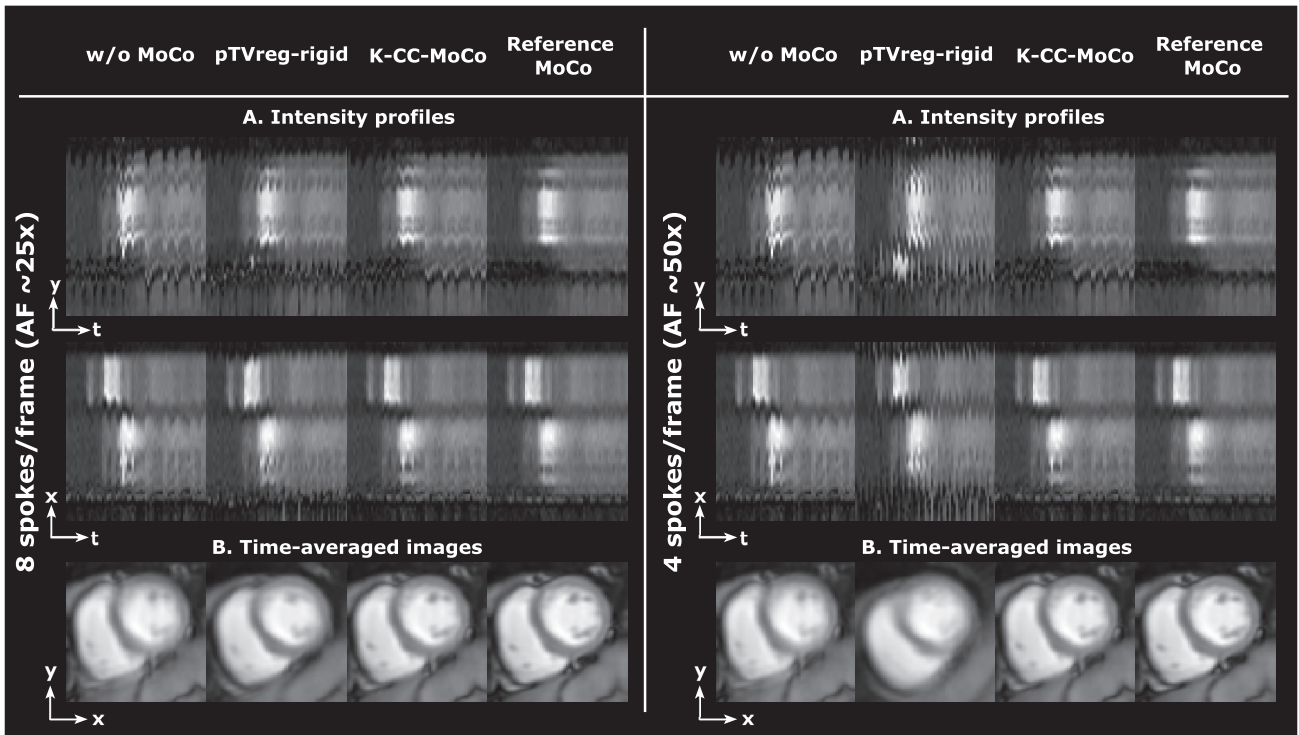 w/o MoCo pTVreg-rigid K-CC-MoCo Reference MoCo
w/o MoCo pTVreg-rigid K-CC-MoCo Reference MoCo
A. Intensity profiles
A. Intensity profiles
8 spokes/frame (AF ~25x)
y
t
x
t
B. Time-averaged images
y
x
4 spokes/frame (AF ~50x)
y
t
x
t
B. Time-averaged images
y
x